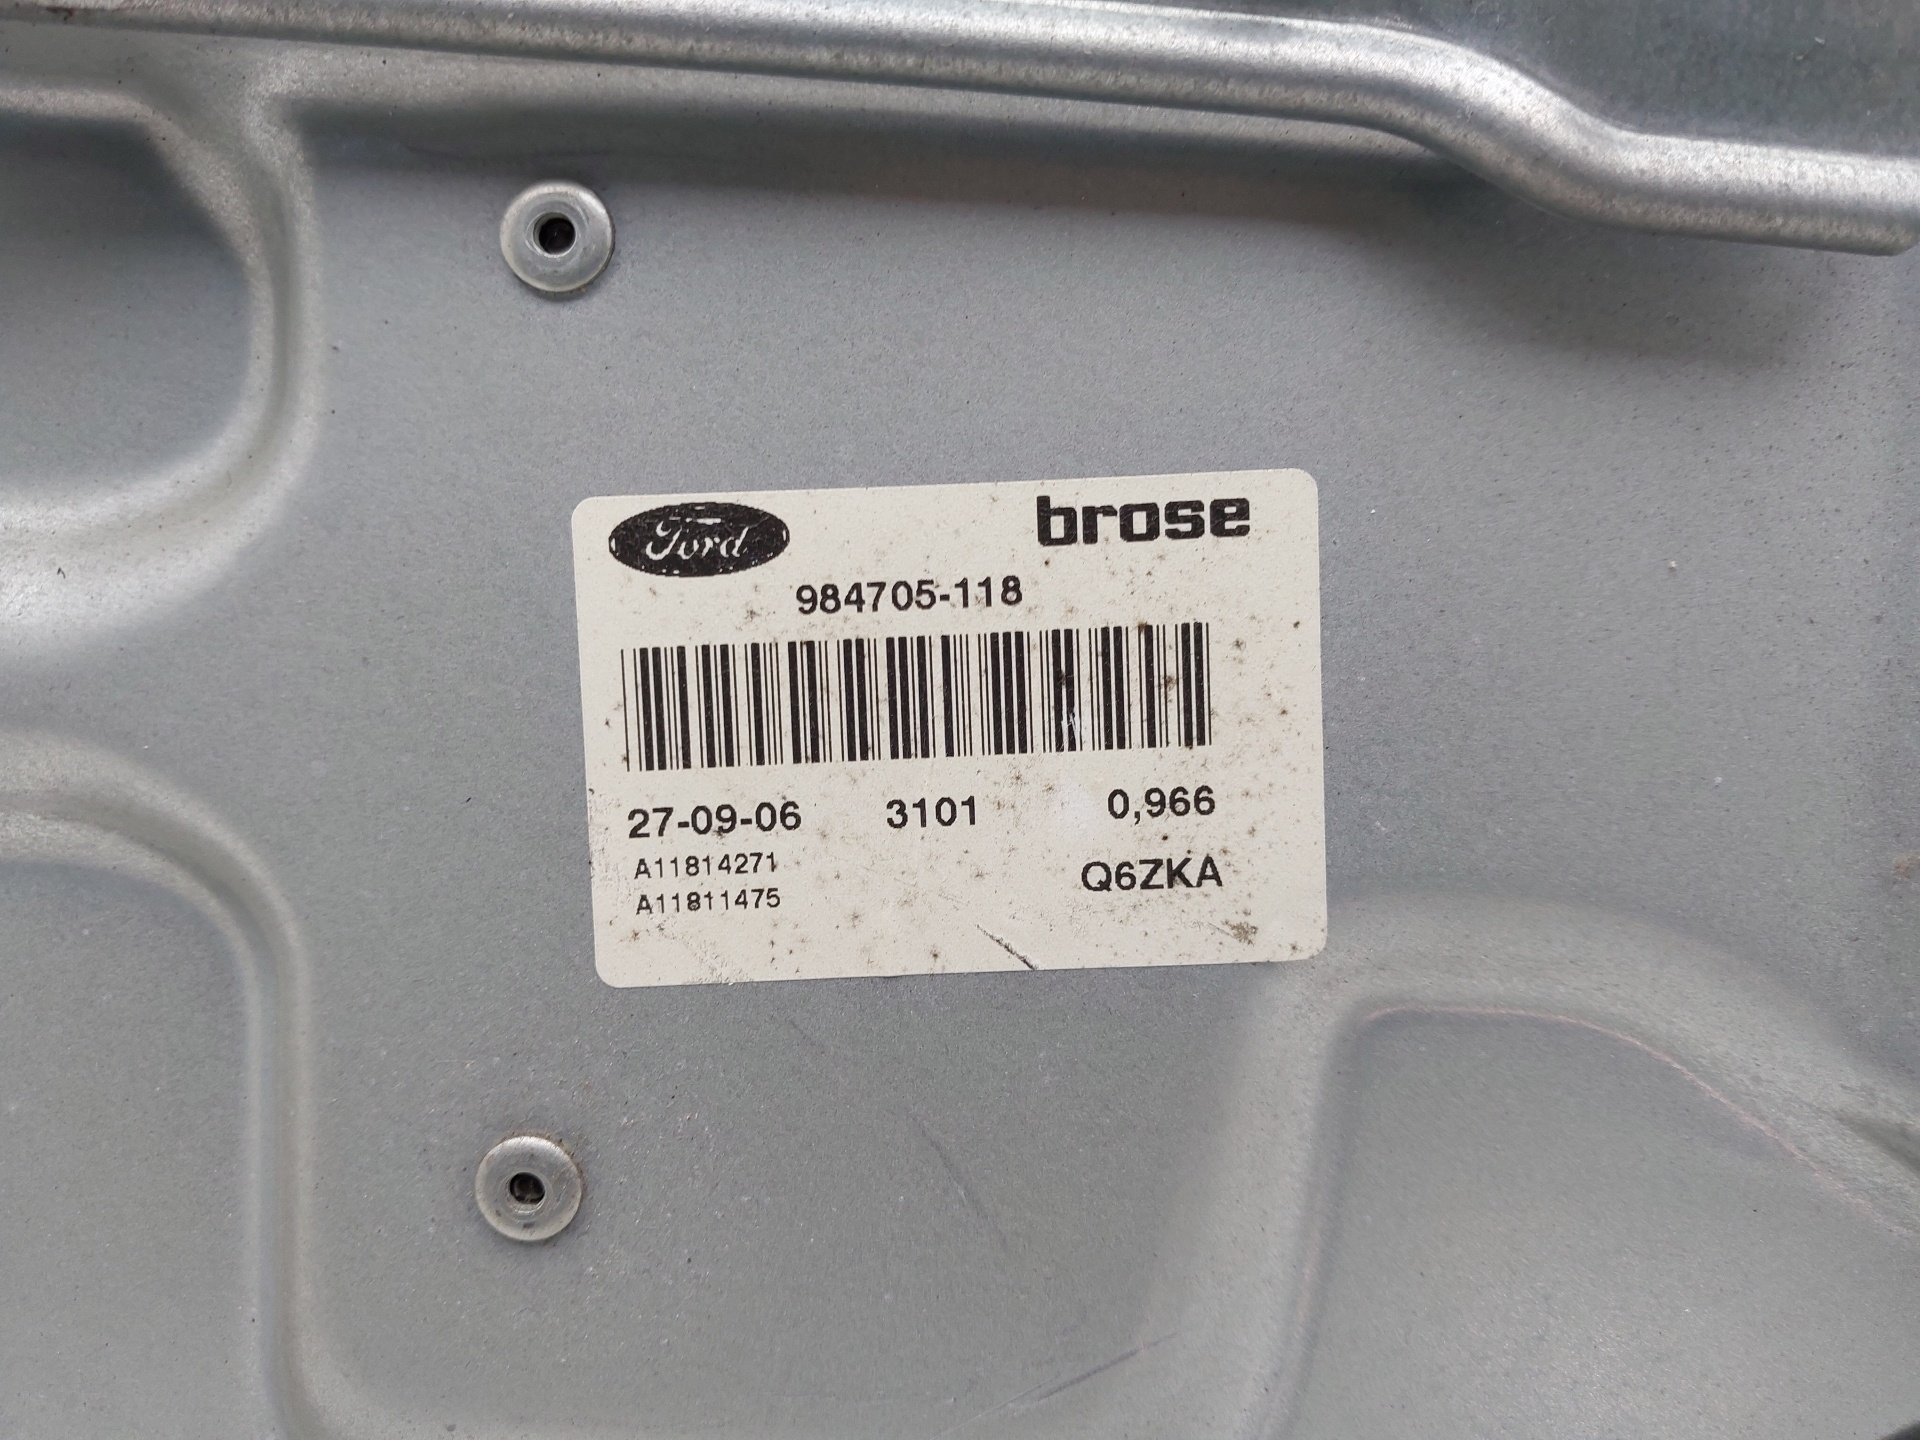 Ford brose
984705-118
27-09-06 3101 0,966
A11814271 Q6ZKA
A11811475